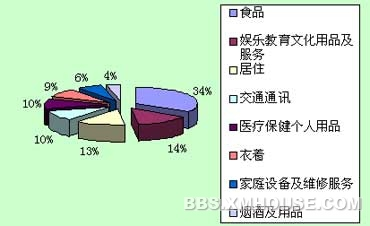 34%
14%
13%
10%
10%
9%
6%
4%
食品
娱乐教育文化用品及
服务
居住
交通通讯
医疗保健个人用品
衣着
家庭设备及维修服务
烟酒及用品
BBS.XMHOUSE.COM